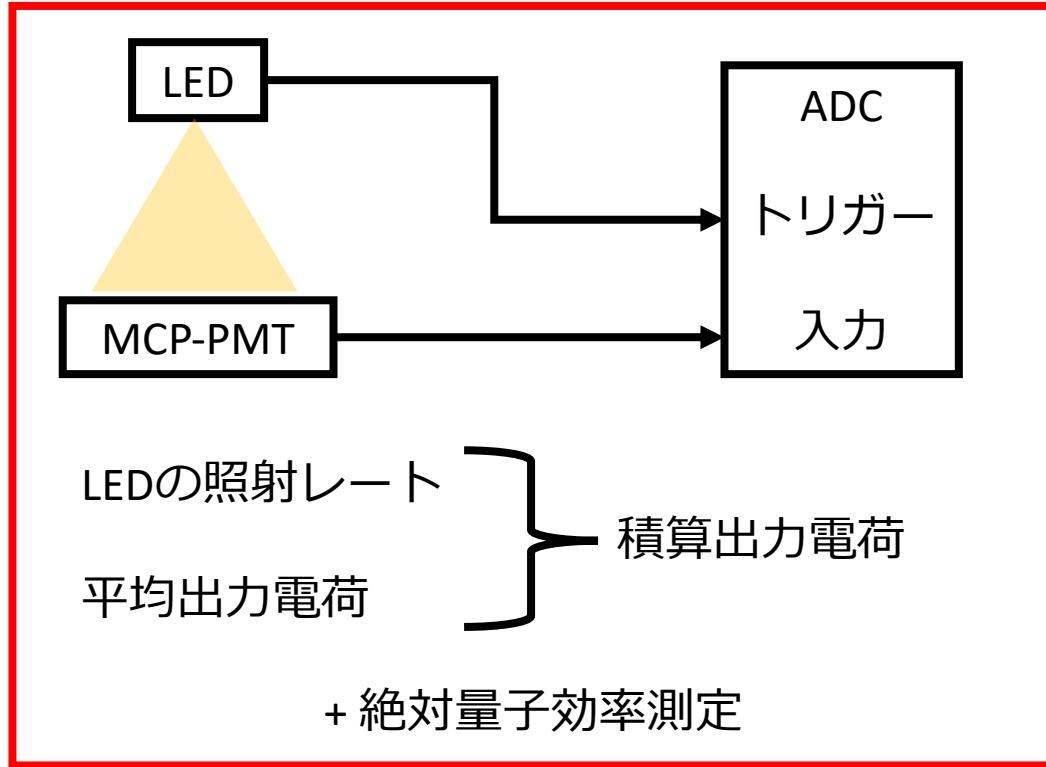 LED
ADC
トリガー
MCP-PMT
入力
LEDの照射レート
積算出力電荷
平均出力電荷
+ 絶対量子効率測定